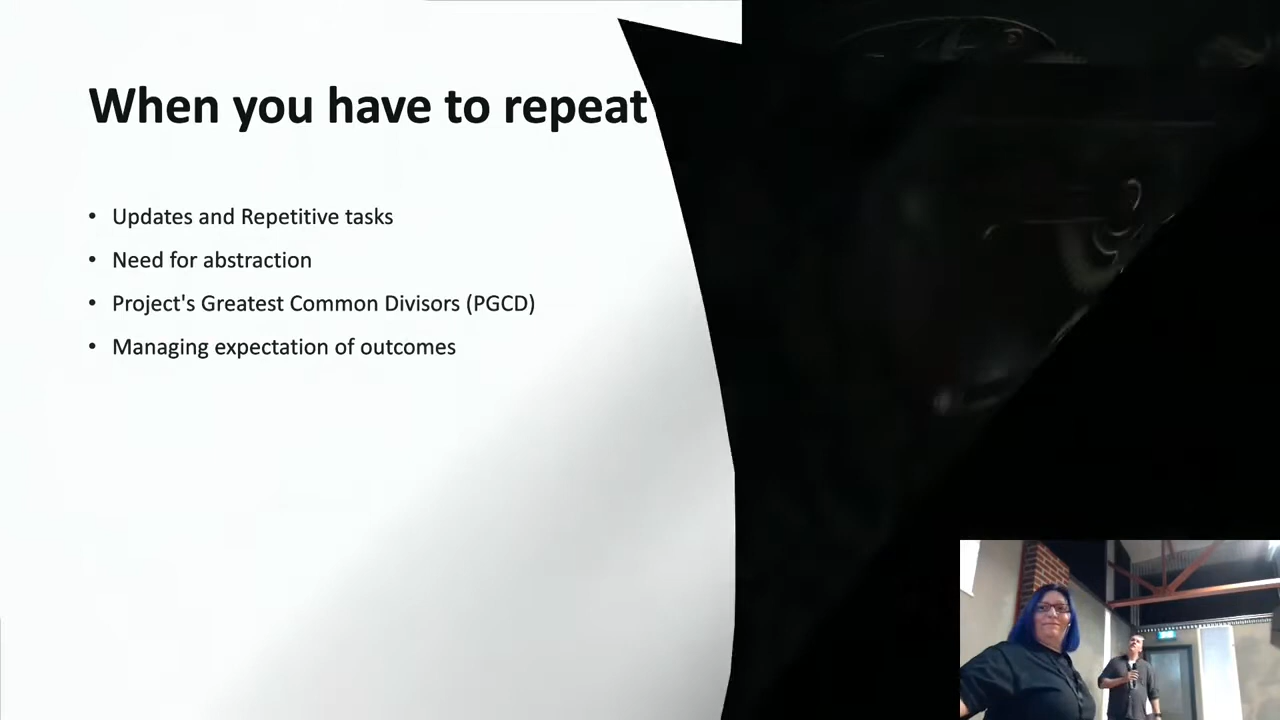 When you have to repeat
• Updates and Repetitive tasks
• Need for abstraction
• Project's Greatest Common Divisors (PGCD)
• Managing expectation of outcomes